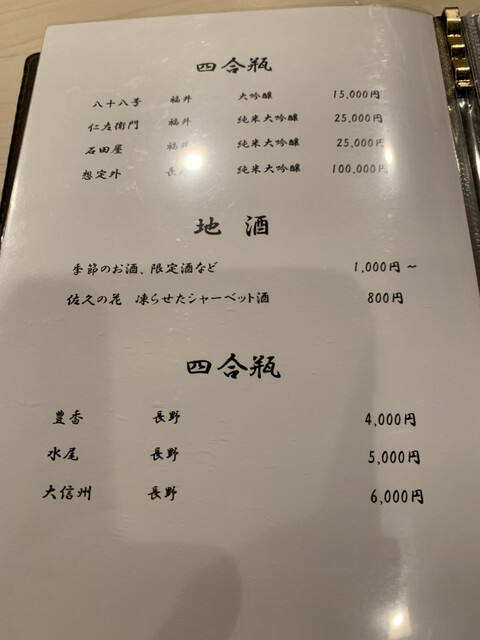 四合瓶
八十八号 福井 大吟醸 15,000円
仁左衛門 福井 純米大吟醸 25,000円
石田屋 福井 純米大吟醸 25,000円
想定外 長野 純米大吟醸 100,000円
地酒
季節のお酒、限定酒など 1,000円～
佐久の花 凍らせたシャーベット酒 800円
四合瓶
豊香 長野 4,000円
水尾 長野 5,000円
大信州 長野 6,000円